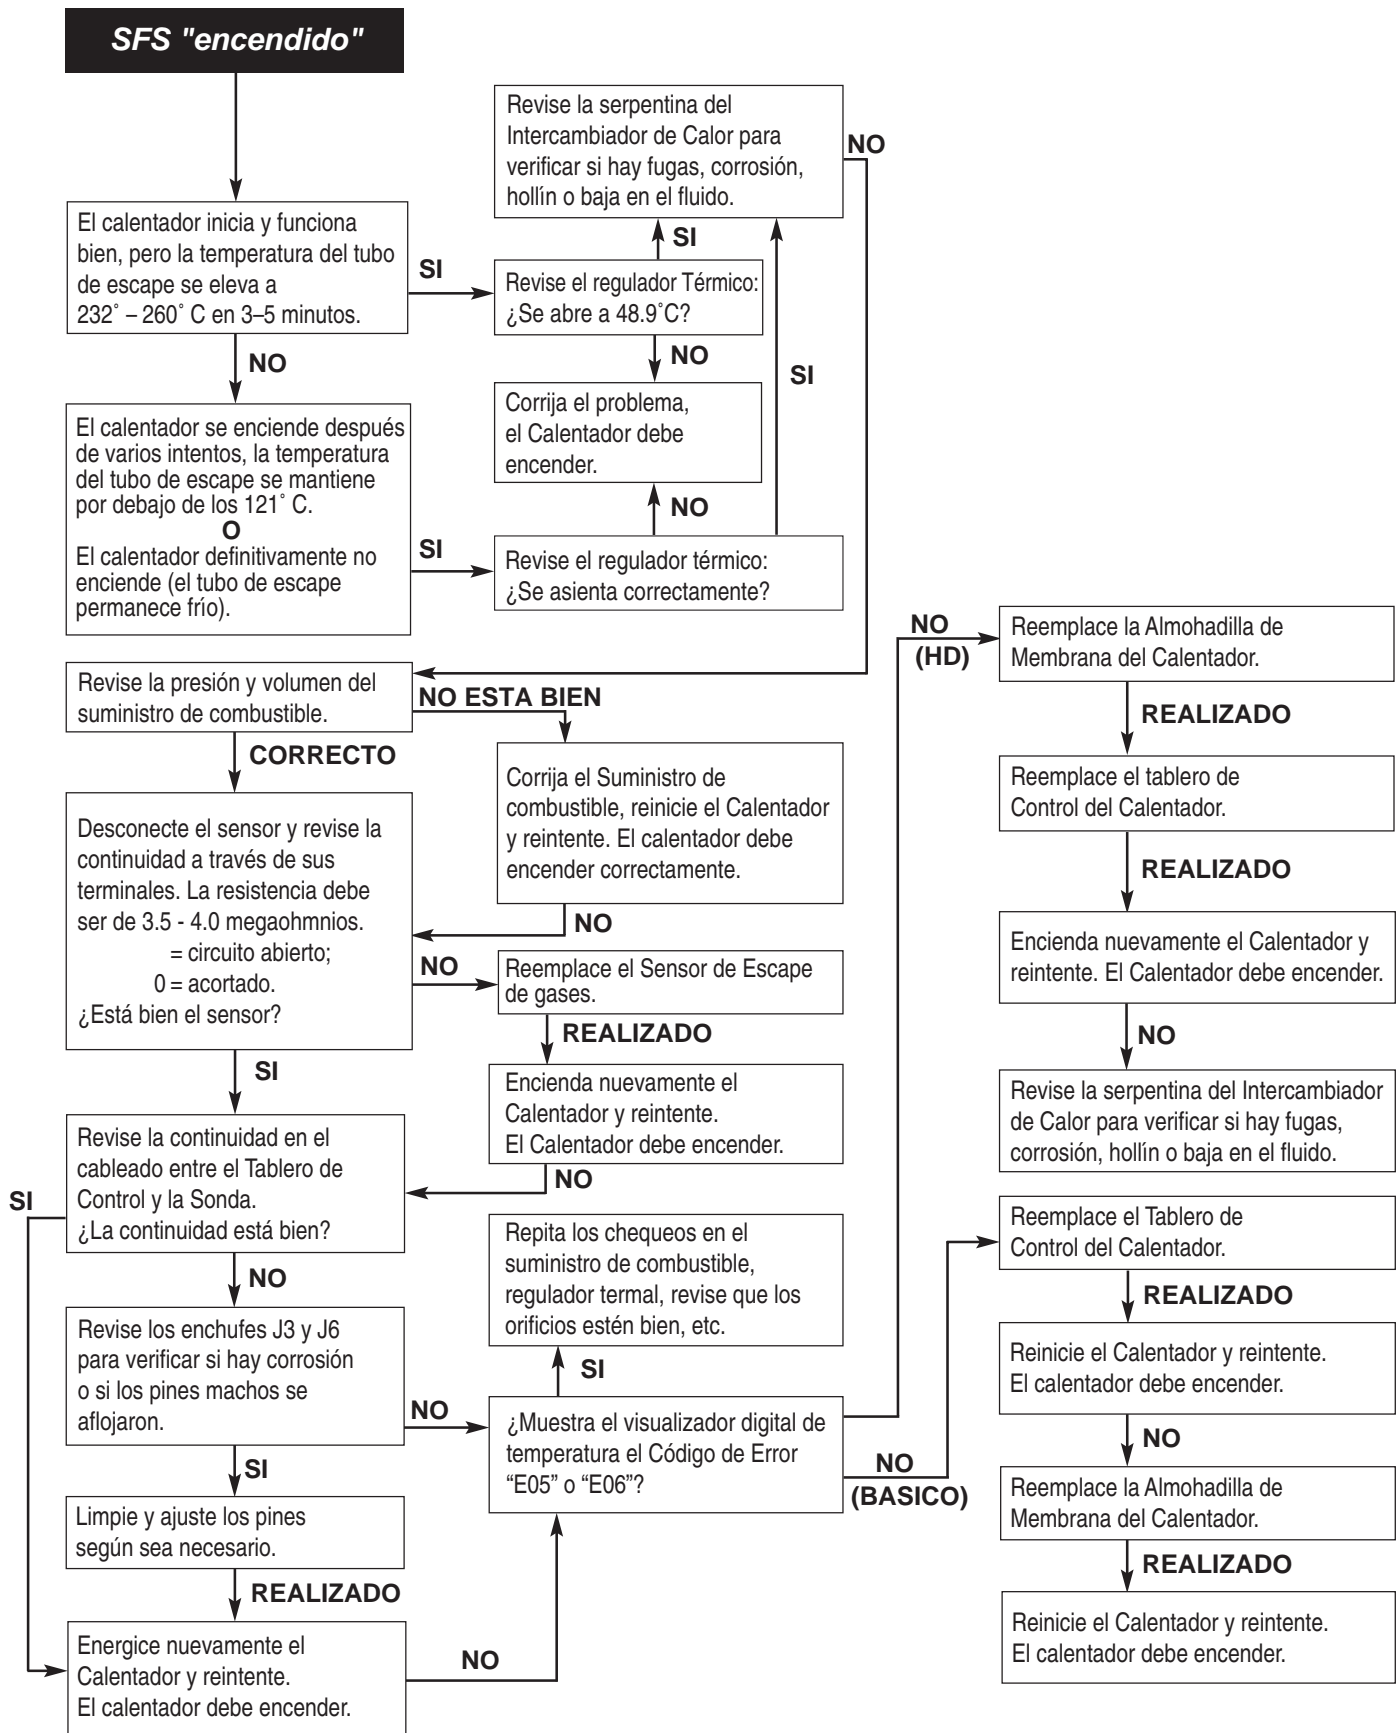 SFS "encendido"
El calentador inicia y funciona
bien, pero la temperatura del tubo
de escape se eleva a
232˚ – 260˚ C en 3–5 minutos.
SI
NO
Revise la serpentina del
Intercambiador de Calor para
verificar si hay fugas, corrosión,
hollín o baja en el fluido.
NO
SI
Revise el regulador Térmico:
¿Se abre a 48.9˚C?
NO
SI
Corrija el problema,
el Calentador debe
encender.
NO
El calentador se enciende después
de varios intentos, la temperatura
del tubo de escape se mantiene
por debajo de los 121˚ C.
O
El calentador definitivamente no
enciende (el tubo de escape
permanece frío).
SI
Revise el regulador térmico:
¿Se asienta correctamente?
Revise la presión y volumen del
suministro de combustible.
NO ESTA BIEN
CORRECTO
Corrija el Suministro de
combustible, reinicie el Calentador
y reintente. El calentador debe
encender correctamente.
NO
Desconecte el sensor y revise la
continuidad a través de sus
terminales. La resistencia debe
ser de 3.5 - 4.0 megaohmnios.
= circuito abierto;
0 = acortado.
¿Está bien el sensor?
NO
SI
Reemplace el Sensor de Escape
de gases.
REALIZADO
Encienda nuevamente el
Calentador y reintente.
El Calentador debe encender.
NO
Revise la continuidad en el
cableado entre el Tablero de
Control y la Sonda.
¿La continuidad está bien?
SI
NO
Revise los enchufes J3 y J6
para verificar si hay corrosión
o si los pines machos se
aflojaron.
NO
SI
Limpie y ajuste los pines
según sea necesario.
REALIZADO
Energice nuevamente el
Calentador y reintente.
El calentador debe encender.
NO
Repita los chequeos en el
suministro de combustible,
regulador termal, revise que los
orificios estén bien, etc.
SI
¿Muestra el visualizador digital de
temperatura el Código de Error
“E05” o “E06”?
NO
(HD)
NO
(BASICO)
Reemplace la Almohadilla de
Membrana del Calentador.
REALIZADO
Reemplace el tablero de
Control del Calentador.
REALIZADO
Encienda nuevamente el Calentador y
reintente. El Calentador debe encender.
NO
Revise la serpentina del Intercambiador
de Calor para verificar si hay fugas,
corrosión, hollín o baja en el fluido.
Reemplace el Tablero de
Control del Calentador.
REALIZADO
Reinicie el Calentador y reintente.
El calentador debe encender.
NO
Reemplace la Almohadilla de
Membrana del Calentador.
REALIZADO
Reinicie el Calentador y reintente.
El calentador debe encender.